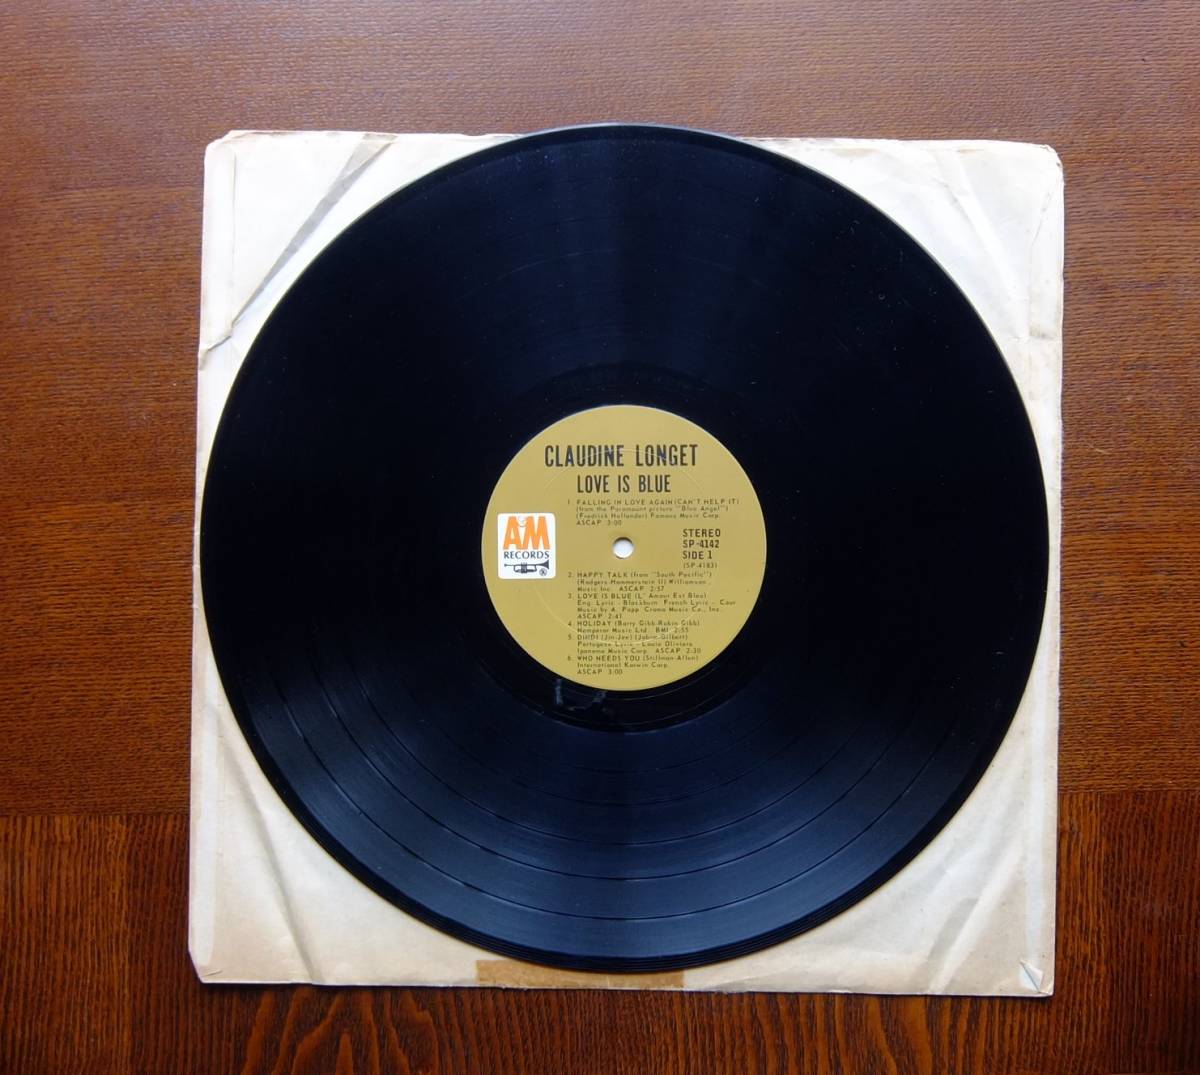 CLAUDINE LONGET
LOVE IS BLUE
1. FALLING IN LOVE AGAIN (CAN'T HELP IT)
(from the Paramount picture "Blue Angel")
(Fredrick Hollander) Famous Music Corp.
ASCAP 3:00
A&M
RECORDS
STEREO
SP-4142
SIDE 1
(SP-4183)
2. HAPPY TALK (from "South Pacific")
(Rodgers-Hammerstein II) Williamson
Music Inc. ASCAP 2:57
3. LOVE IS BLUE (L' Amour Est Bleu)
Eng. Lyric - Blackburn French Lyric - Cour
Music by A. Popp Croma Music Co., Inc.
ASCAP 2:41
4. HOLIDAY (Barry Gibb-Robin Gibb)
Nemperor Music Ltd. BMI 2:55
5. DINDI (Jin-Jee) (Jobim-Gilbert)
Portugese Lyric - Oliviera
Ipanema Music Corp. ASCAP 2:30
6. WHO NEEDS YOU (Stillman-Allen)
International Korwin Corp.
ASCAP 3:00